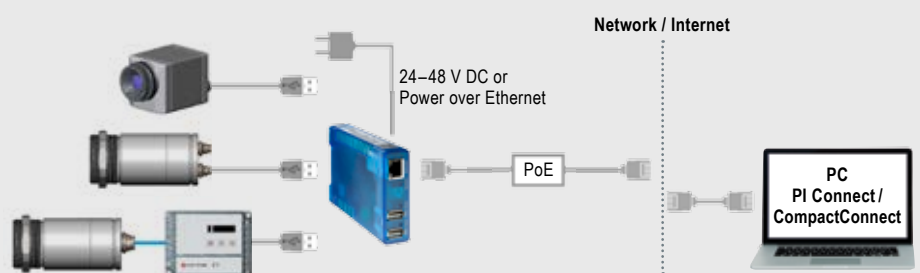 Network / Internet
24–48 V DC or
Power over Ethernet
PoE
PC
PI Connect /
CompactConnect